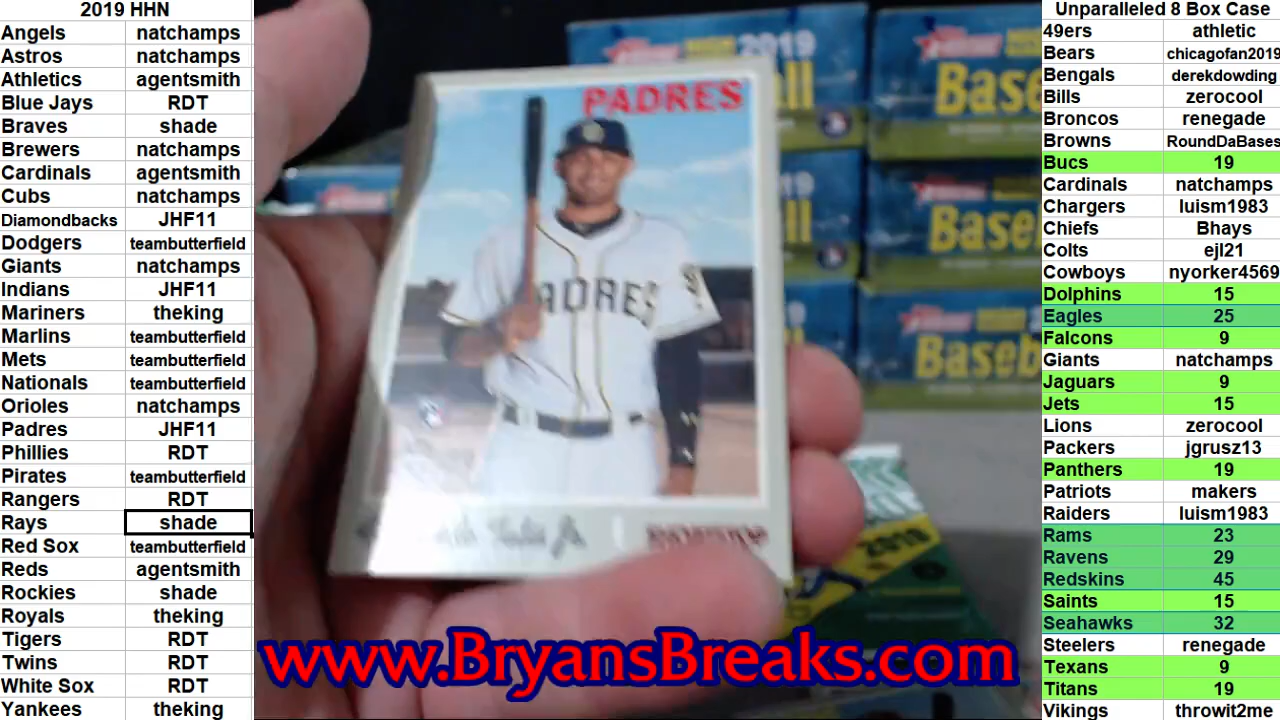 2019 HHN
Angels natchamps
Astros natchamps
Athletics agentsmith
Blue Jays RDT
Braves shade
Brewers natchamps
Cardinals agentsmith
Cubs natchamps
Diamondbacks JHF11
Dodgers teambutterfield
Giants natchamps
Indians JHF11
Mariners theking
Marlins teambutterfield
Mets teambutterfield
Nationals teambutterfield
Orioles natchamps
Padres JHF11
Phillies RDT
Pirates teambutterfield
Rangers RDT
Rays shade
Red Sox teambutterfield
Reds agentsmith
Rockies shade
Royals theking
Tigers RDT
Twins RDT
White Sox RDT
Yankees theking
PADRES
PADRES
2019
Baseb
Baseb
Baseb
2019
www.BryansBreaks.com
Unparalleled 8 Box Case
49ers athletic
Bears chicagofan2019
Bengals derekdowding
Bills zerocool
Broncos renegade
Browns RoundDaBases
Bucs 19
Cardinals natchamps
Chargers luism1983
Chiefs Bhays
Colts ejl21
Cowboys nyorker4569
Dolphins 15
Eagles 25
Falcons 9
Giants natchamps
Jaguars 9
Jets 15
Lions zerocool
Packers jgrusz13
Panthers 19
Patriots makers
Raiders luism1983
Rams 23
Ravens 29
Redskins 45
Saints 15
Seahawks 32
Steelers renegade
Texans 9
Titans 19
Vikings throwit2me